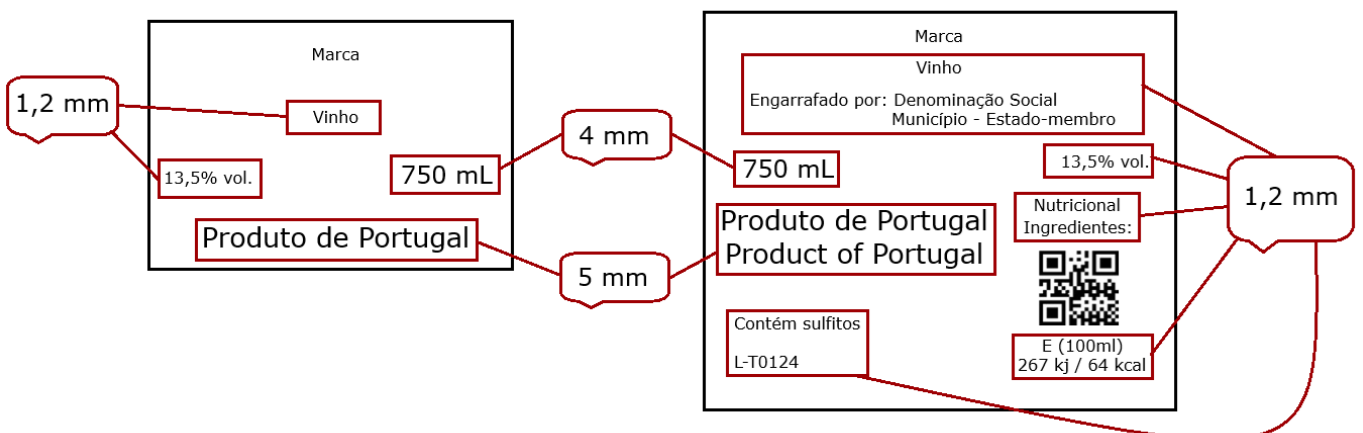 Marca
1,2 mm
Vinho
13,5% vol.
750 mL
Produto de Portugal
4 mm
5 mm
Marca
Vinho
Engarrafado por: Denominação Social
Município - Estado-membro
750 mL
13,5% vol.
1,2 mm
Produto de Portugal
Product of Portugal
Nutricional
Ingredientes:
Contém sulfitos
L-T0124
E (100ml)
267 kj / 64 kcal